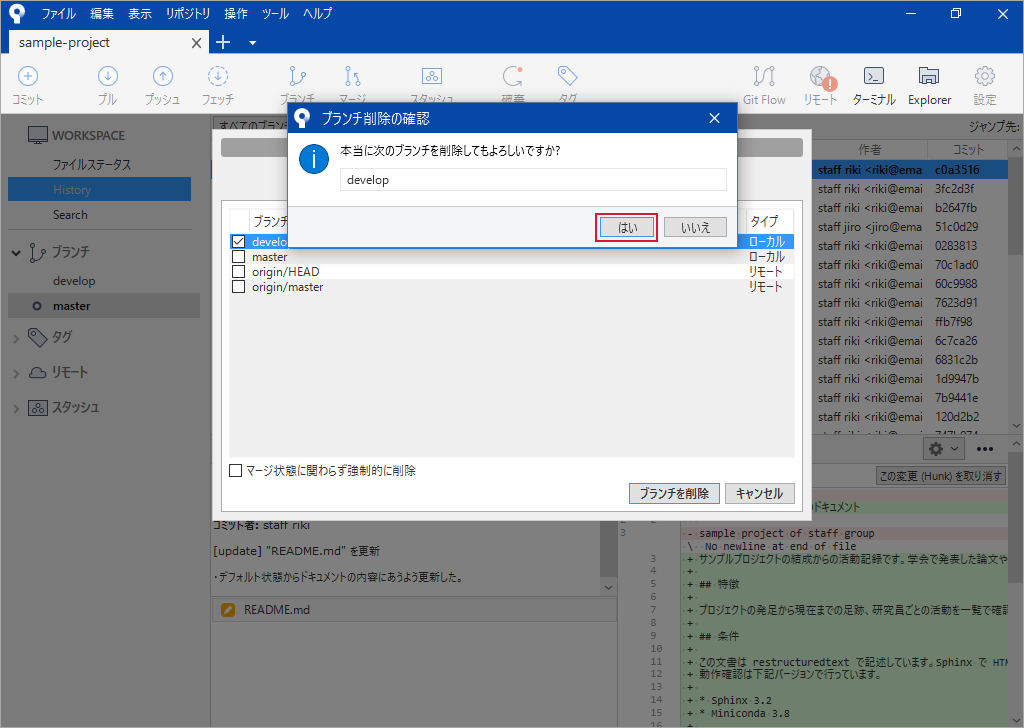 ファイル 編集 表示 リポジトリ 操作 ツール ヘルプ
sample-project
コミット プル プッシュ フェッチ ブランチ マージ スタッシュ 破棄 タグ Git Flow リモート ターミナル Explorer 設定
すべてのブランチ
ジャンプ先:
WORKSPACE
ファイルステータス
History
Search
ブランチ
develop
master
タグ
リモート
スタッシュ
ブランチ削除の確認
本当に次のブランチを削除してもよろしいですか?
develop
はい いいえ
ブランチ タイプ
develo ローカル
master ローカル
origin/HEAD リモート
origin/master リモート
マージ状態に関わらず強制的に削除
ブランチを削除 キャンセル
作者 コミット
staff riki <riki@ema c0a3516
staff riki <riki@emai 3fc2d3f
staff riki <riki@emai b2647fb
staff jiro <jiro@ema 51c0d29
staff riki <riki@emai 0283813
staff riki <riki@emai 70c1ad0
staff riki <riki@emai 60c9988
staff riki <riki@emai 7623d91
staff riki <riki@emai ffb7f98
staff riki <riki@emai 6c7ca26
staff riki <riki@emai 6831c2b
staff riki <riki@emai 1d9947b
staff riki <riki@emai 7b9441e
staff riki <riki@emai 120d2b2
この変更 (Hunk) を取り消す
コミット者: staff riki
[update] "README.md" を更新
・デフォルト状態からドキュメントの内容にあうよう更新した。
README.md
ドキュメント
2 2
3 - sample project of staff group
\ No newline at end of file
3 + サンプルプロジェクトの結成からの活動記録です。学会で発表した論文や
4 +
5 + ## 特徴
6 +
7 + プロジェクトの発足から現在までの足跡、研究員ごとの活動を一覧で確認
8 +
9 + ## 条件
10 +
11 + この文書は restructuredtext で記述しています。Sphinx で HTM
12 + 動作確認は下記バージョンで行っています。
13 +
14 + * Sphinx 3.2
15 + * Miniconda 3.8
16 +